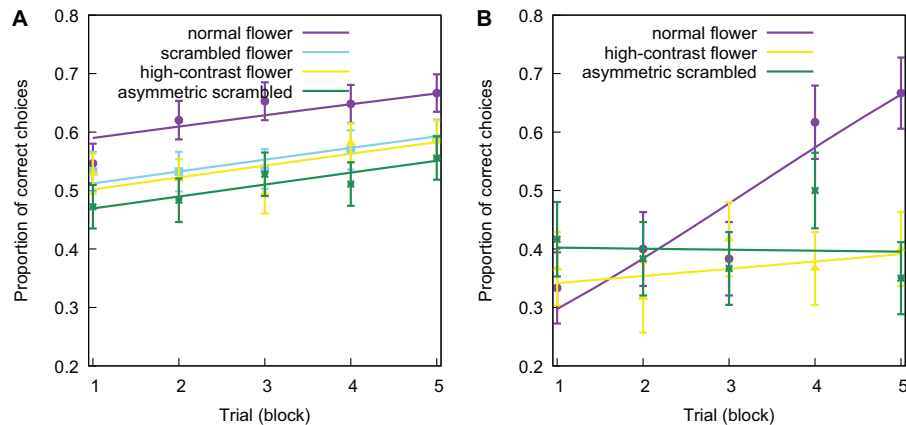 A
normal flower
scrambled flower
high-contrast flower
asymmetric scrambled
Proportion of correct choices
0.8
0.7
0.6
0.5
0.4
0.3
0.2
1 2 3 4 5
Trial (block)
B
normal flower
high-contrast flower
asymmetric scrambled
Proportion of correct choices
0.8
0.7
0.6
0.5
0.4
0.3
0.2
1 2 3 4 5
Trial (block)